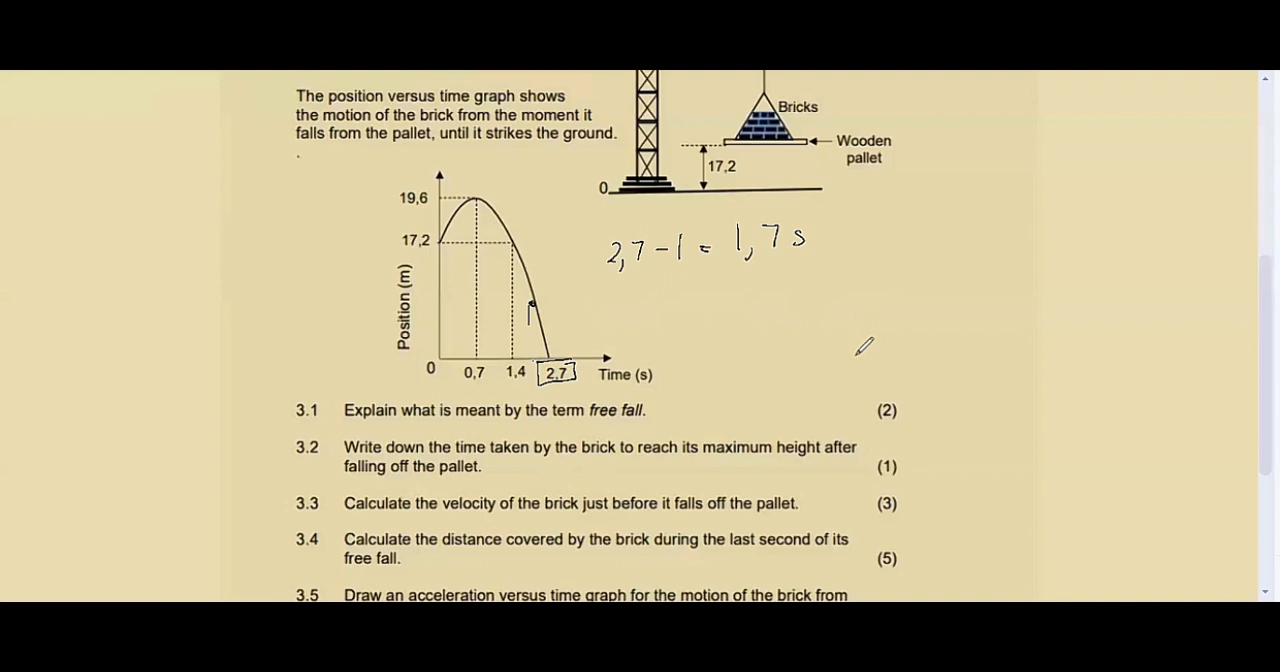 The position versus time graph shows
the motion of the brick from the moment it
falls from the pallet, until it strikes the ground.
Bricks
Wooden
pallet
17,2
0
19,6
17,2
Position (m)
0
0,7
1,4
2,7
Time (s)
2,7 - 1 = 1,7 s
3.1 Explain what is meant by the term free fall. (2)
3.2 Write down the time taken by the brick to reach its maximum height after
falling off the pallet. (1)
3.3 Calculate the velocity of the brick just before it falls off the pallet. (3)
3.4 Calculate the distance covered by the brick during the last second of its
free fall. (5)
3.5 Draw an acceleration versus time graph for the motion of the brick from